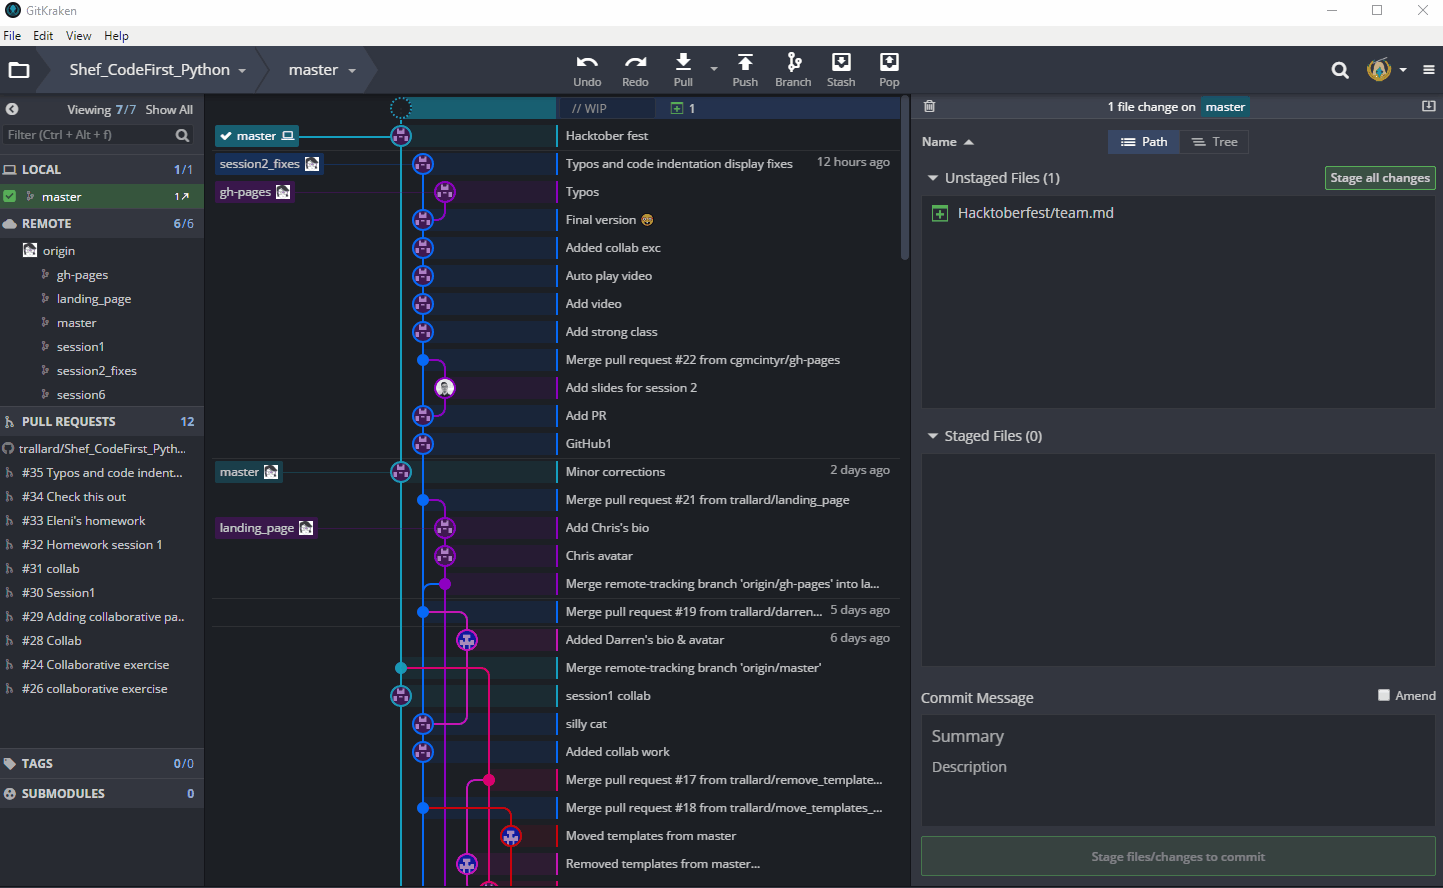 GitKraken
File Edit View Help
Shef_CodeFirst_Python master
Undo Redo Pull Push Branch Stash Pop
Viewing 7/7 Show All
Filter (Ctrl + Alt + f)
LOCAL 1/1
master 1
REMOTE 6/6
origin
gh-pages
landing_page
master
session1
session2_fixes
session6
PULL REQUESTS 12
trallard/Shef_CodeFirst_Pyth...
#35 Typos and code indent...
#34 Check this out
#33 Eleni's homework
#32 Homework session 1
#31 collab
#30 Session1
#29 Adding collaborative pa..
#28 Collab
#24 Collaborative exercise
#26 collaborative exercise
TAGS 0/0
SUBMODULES 0
// WIP 1
master Hacktober fest
session2_fixes Typos and code indentation display fixes 12 hours ago
gh-pages Typos
Final version
Added collab exc
Auto play video
Add video
Add strong class
Merge pull request #22 from cgmcintyr/gh-pages
Add slides for session 2
Add PR
GitHub1
master Minor corrections 2 days ago
Merge pull request #21 from trallard/landing_page
landing_page Add Chris's bio
Chris avatar
Merge remote-tracking branch 'origin/gh-pages' into la...
Merge pull request #19 from trallard/darren... 5 days ago
Added Darren's bio & avatar 6 days ago
Merge remote-tracking branch 'origin/master'
session1 collab
silly cat
Added collab work
Merge pull request #17 from trallard/remove_template...
Merge pull request #18 from trallard/move_templates_...
Moved templates from master
Removed templates from master...
1 file change on master
Name Path Tree
Unstaged Files (1) Stage all changes
Hacktoberfest/team.md
Staged Files (0)
Commit Message Amend
Summary
Description
Stage files/changes to commit